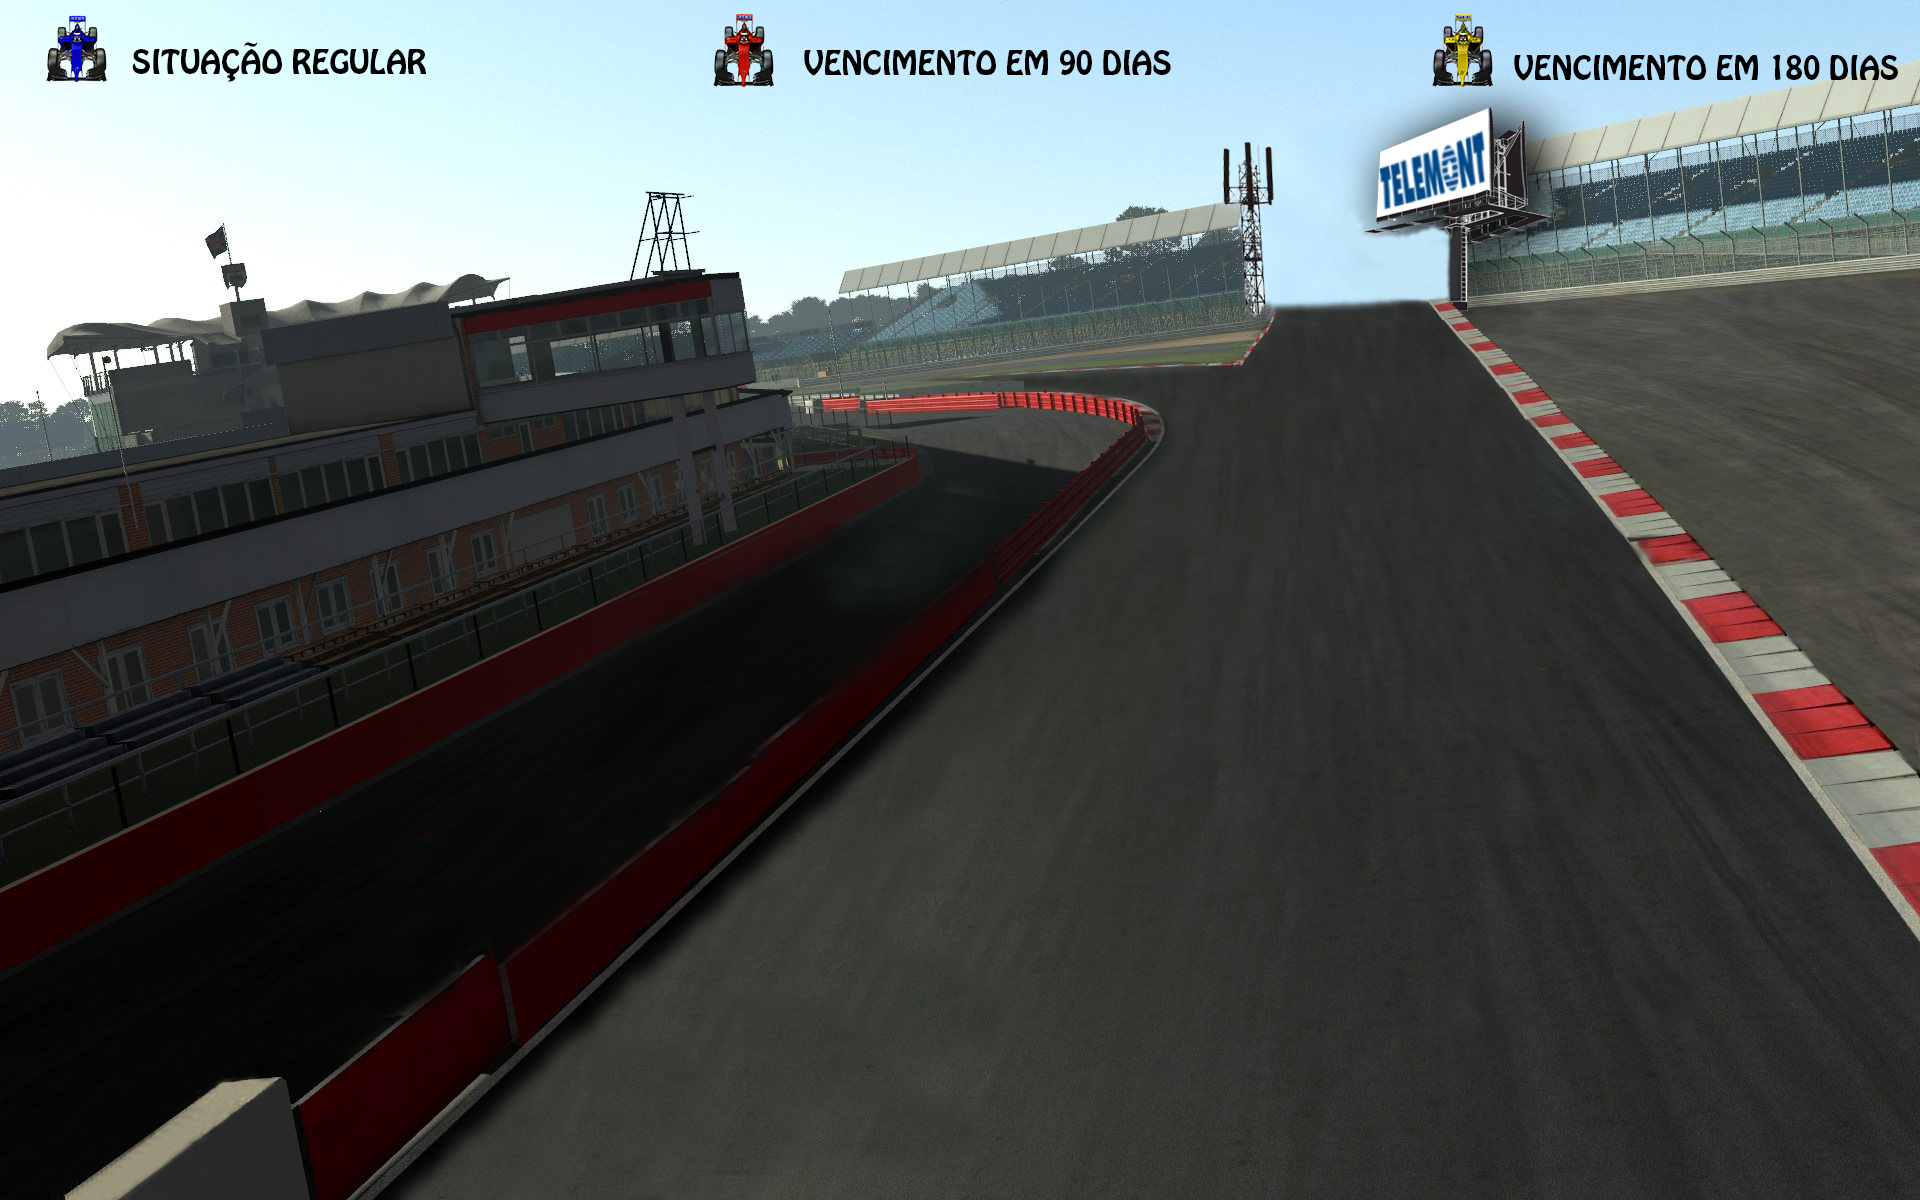 SITUAÇÃO REGULAR
VENCIMENTO EM 90 DIAS
VENCIMENTO EM 180 DIAS
TELEMONT